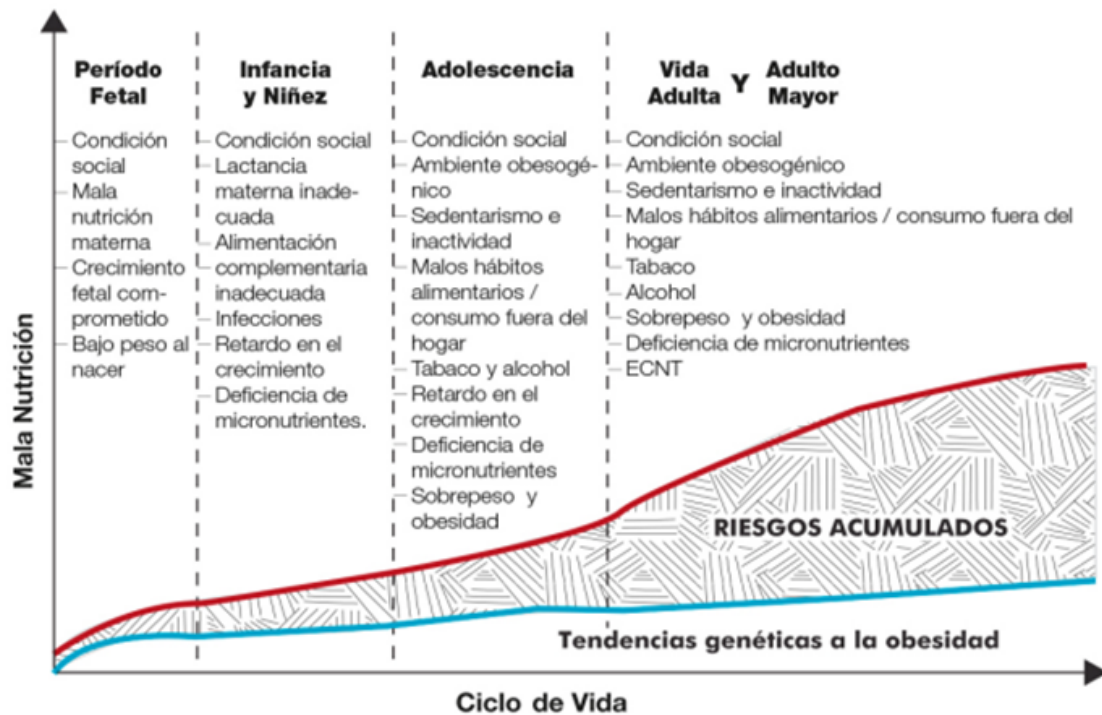 Mala Nutrición
Período
Fetal
Condición
social
Mala
nutrición
materna
Crecimiento
fetal com-
prometido
Bajo peso al
nacer
Infancia
y Niñez
Condición social
Lactancia
materna inade-
cuada
Alimentación
complementaria
inadecuada
Infecciones
Retardo en el
crecimiento
Deficiencia de
micronutrientes.
Adolescencia
Condición social
Ambiente obesogé-
nico
Sedentarismo e
inactividad
Malos hábitos
alimentarios /
consumo fuera del
hogar
Tabaco y alcohol
Retardo en el
crecimiento
Deficiencia de
micronutrientes
Sobrepeso y
obesidad
Vida
Adulta Y Adulto
Mayor
Condición social
Ambiente obesogénico
Sedentarismo e inactividad
Malos hábitos alimentarios / consumo fuera del
hogar
Tabaco
Alcohol
Sobrepeso y obesidad
Deficiencia de micronutrientes
ECNT
RIESGOS ACUMULADOS
Tendencias genéticas a la obesidad
Ciclo de Vida